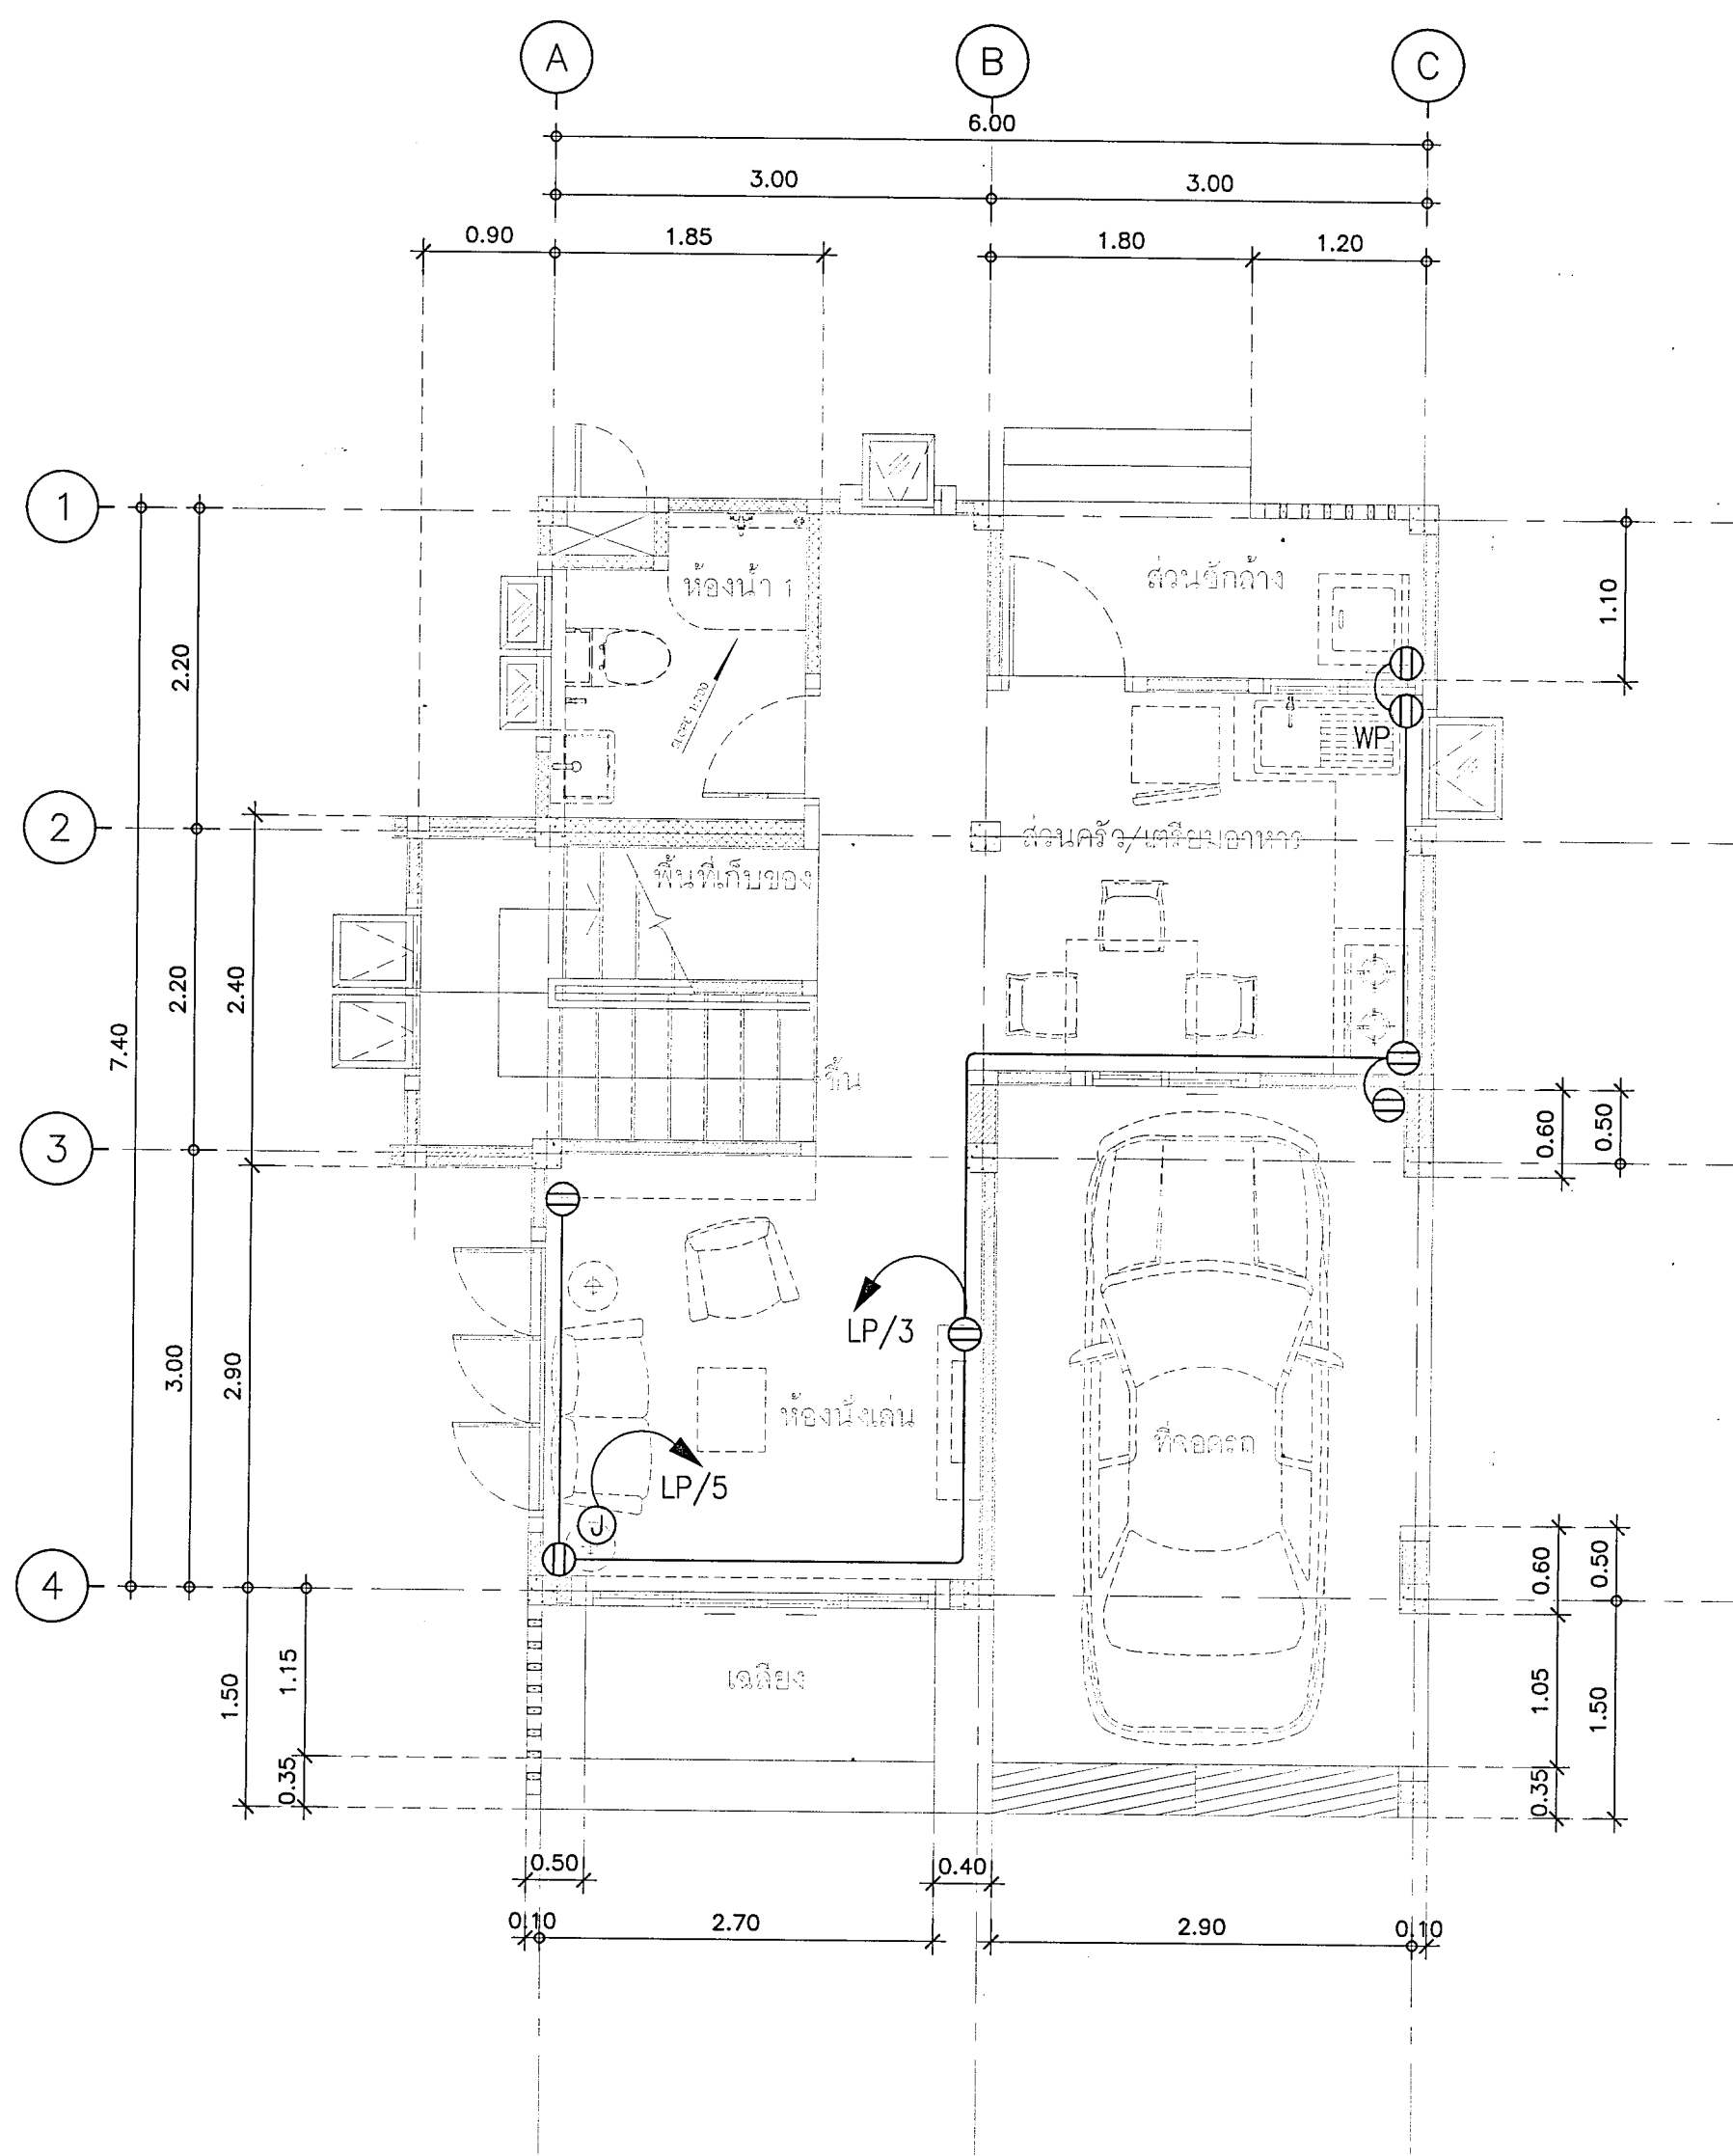 A B C
6.00
3.00 3.00
0.90 1.85 1.80 1.20
1
ห้องน้ำ 1 ส่วนซักล้าง
1.10
2.20
SLOPE 1:200
WP
2
ส่วนครัว/เตรียมอาหาร
พื้นที่เก็บของ
2.20
2.40
7.40
ขึ้น
0.60
0.50
3
LP/3
3.00
2.90
ห้องนั่งเล่น
ที่จอดรถ
LP/5
J
4
0.60
0.50
1.15
1.50
เฉลียง
1.05
1.50
0.35
0.35
0.50 0.40
0.10 2.70 2.90 0.10